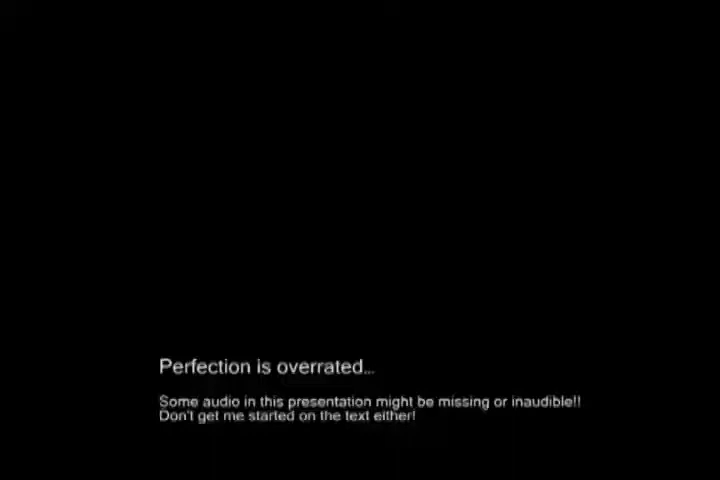 Perfection is overrated...
Some audio in this presentation might be missing or inaudible!!
Don't get me started on the text either!